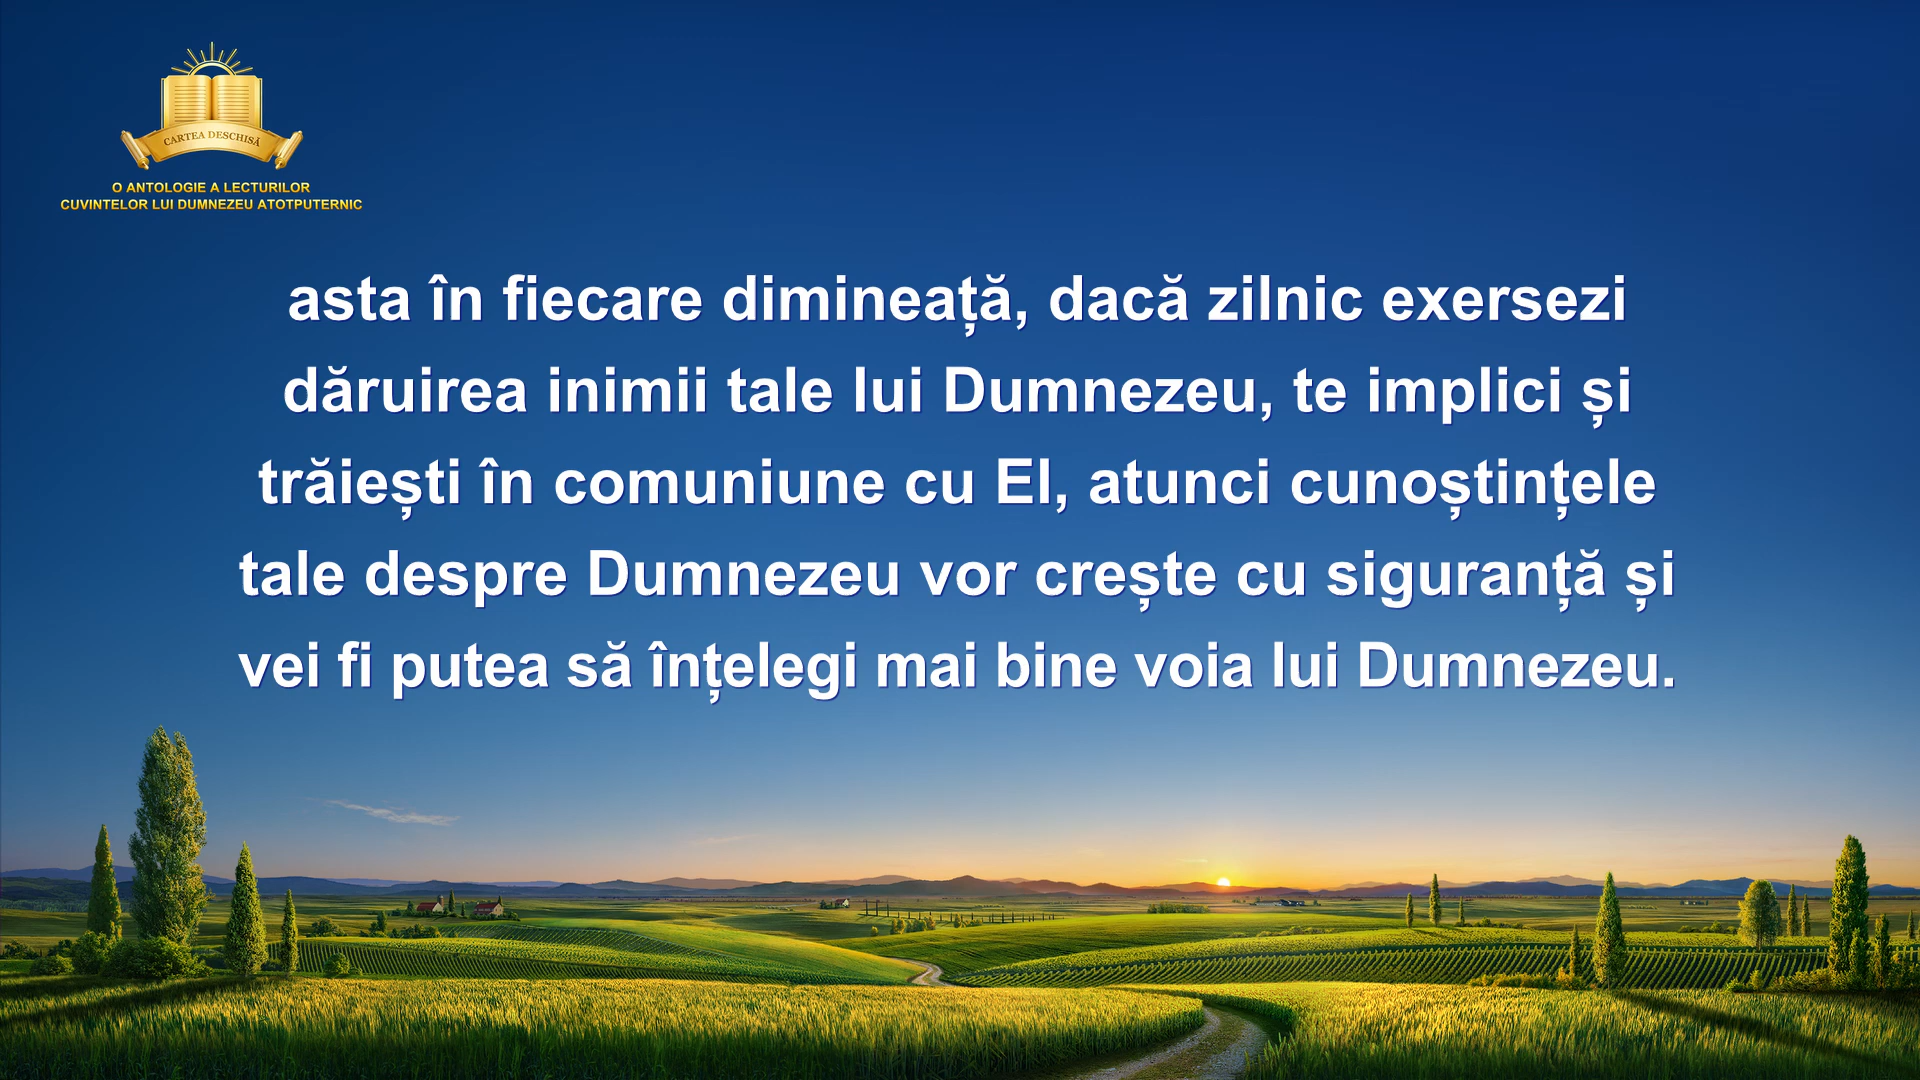 CARTEA DESCHISĂ
O ANTOLOGIE A LECTURILOR
CUVINTELOR LUI DUMNEZEU ATOTPUTERNIC
asta în fiecare dimineață, dacă zilnic exersezi
dăruirea inimii tale lui Dumnezeu, te implici și
trăiești în comuniune cu El, atunci cunoștințele
tale despre Dumnezeu vor crește cu siguranță și
vei fi putea să înțelegi mai bine voia lui Dumnezeu.